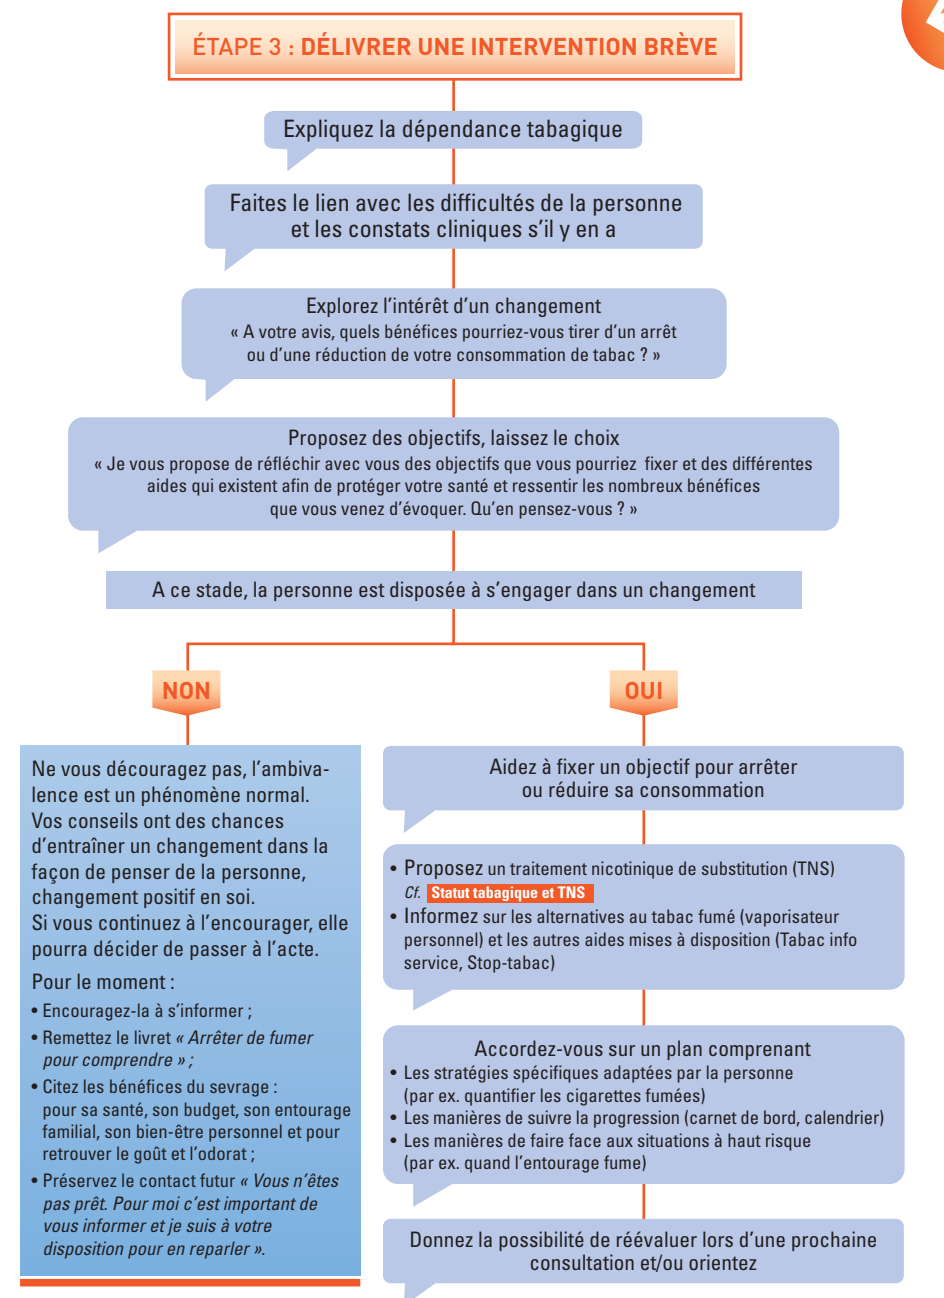 ÉTAPE 3 : DÉLIVRER UNE INTERVENTION BRÈVE
Expliquez la dépendance tabagique
Faites le lien avec les difficultés de la personne
et les constats cliniques s’il y en a
Explorez l’intérêt d’un changement
« A votre avis, quels bénéfices pourriez-vous tirer d’un arrêt
ou d’une réduction de votre consommation de tabac ? »
Proposez des objectifs, laissez le choix
« Je vous propose de réfléchir avec vous des objectifs que vous pourriez fixer et des différentes
aides qui existent afin de protéger votre santé et ressentir les nombreux bénéfices
que vous venez d’évoquer. Qu’en pensez-vous ? »
A ce stade, la personne est disposée à s’engager dans un changement
NON
Ne vous découragez pas, l’ambiva-
lence est un phénomène normal.
Vos conseils ont des chances
d’entraîner un changement dans la
façon de penser de la personne,
changement positif en soi.
Si vous continuez à l’encourager, elle
pourra décider de passer à l’acte.
Pour le moment :
• Encouragez-la à s’informer ;
• Remettez le livret « Arrêter de fumer
pour comprendre » ;
• Citez les bénéfices du sevrage :
pour sa santé, son budget, son entourage
familial, son bien-être personnel et pour
retrouver le goût et l’odorat ;
• Préservez le contact futur « Vous n’êtes
pas prêt. Pour moi c’est important de
vous informer et je suis à votre
disposition pour en reparler ».
OUI
Aidez à fixer un objectif pour arrêter
ou réduire sa consommation
• Proposez un traitement nicotinique de substitution (TNS)
Cf. Statut tabagique et TNS
• Informez sur les alternatives au tabac fumé (vaporisateur
personnel) et les autres aides mises à disposition (Tabac info
service, Stop-tabac)
Accordez-vous sur un plan comprenant
• Les stratégies spécifiques adaptées par la personne
(par ex. quantifier les cigarettes fumées)
• Les manières de suivre la progression (carnet de bord, calendrier)
• Les manières de faire face aux situations à haut risque
(par ex. quand l’entourage fume)
Donnez la possibilité de réévaluer lors d’une prochaine
consultation et/ou orientez